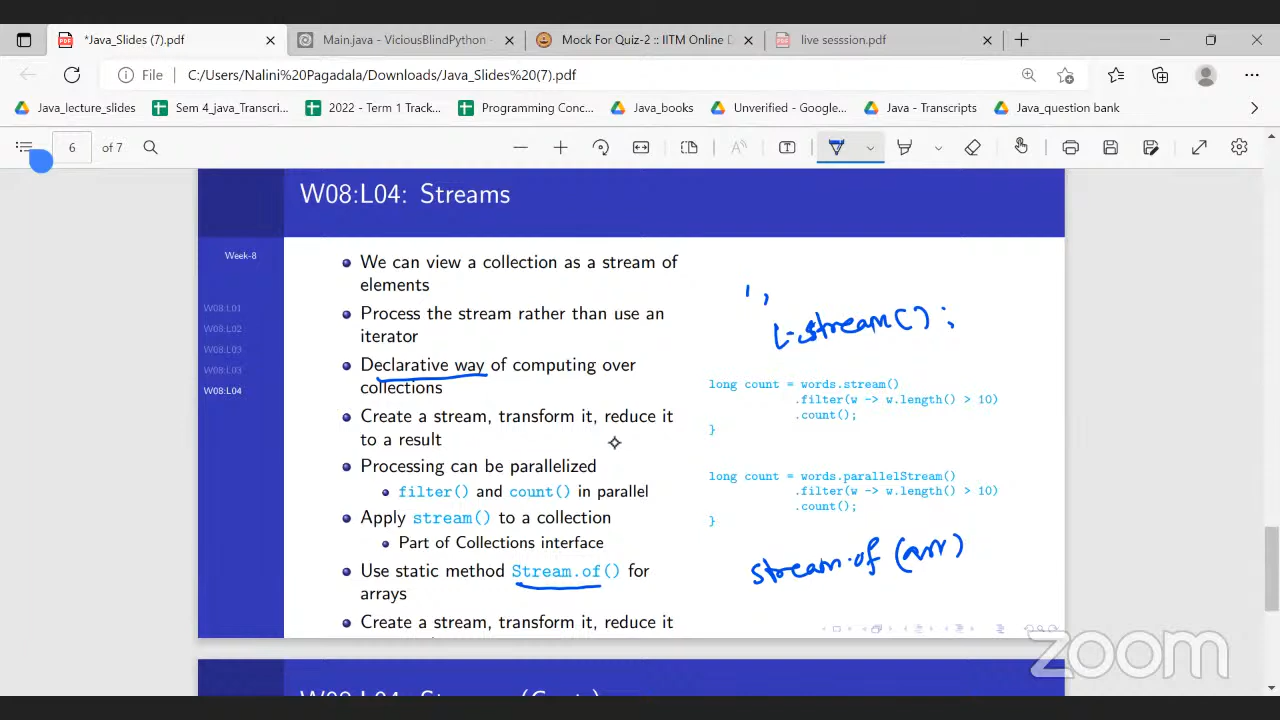 *Java_Slides (7).pdf
Main.java - ViciousBlindPython -
Mock For Quiz-2 :: IITM Online D
live sesssion.pdf
File
C:/Users/Nalini%20Pagadala/Downloads/Java_Slides%20(7).pdf
Java_lecture_slides
Sem 4_java_Transcri...
2022 - Term 1 Track...
Programming Conc...
Java_books
Unverified - Google...
Java - Transcripts
Java_question bank
6 of 7
W08:L04: Streams
Week-8
W08:L01
W08:L02
W08:L03
W08:L03
W08:L04
We can view a collection as a stream of
elements
Process the stream rather than use an
iterator
Declarative way of computing over
collections
Create a stream, transform it, reduce it
to a result
Processing can be parallelized
filter() and count() in parallel
Apply stream() to a collection
Part of Collections interface
Use static method Stream.of() for
arrays
Create a stream, transform it, reduce it
l.stream();
long count = words.stream()
.filter(w -> w.length() > 10)
.count();
}
long count = words.parallelStream()
.filter(w -> w.length() > 10)
.count();
}
stream.of (arr)
zoom
W08:L04: Streams (Cont.)